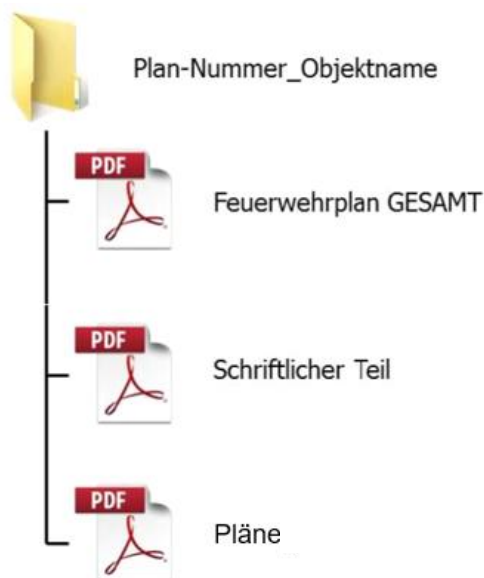 Plan-Nummer_Objektname
PDF
Feuerwehrplan GESAMT
PDF
Schriftlicher Teil
PDF
Pläne